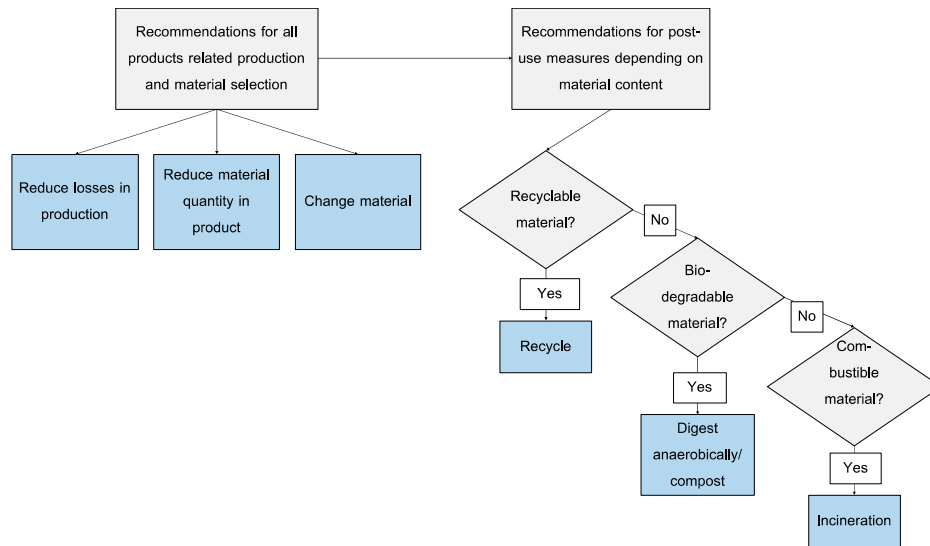 Recommendations for all
products related production
and material selection
Recommendations for post-
use measures depending on
material content
Reduce losses in
production
Reduce material
quantity in
product
Change material
Recyclable
material?
No
Yes
Recycle
Bio-
degradable
material?
No
Yes
Digest
anaerobically/
compost
Com-
bustible
material?
Yes
Incineration